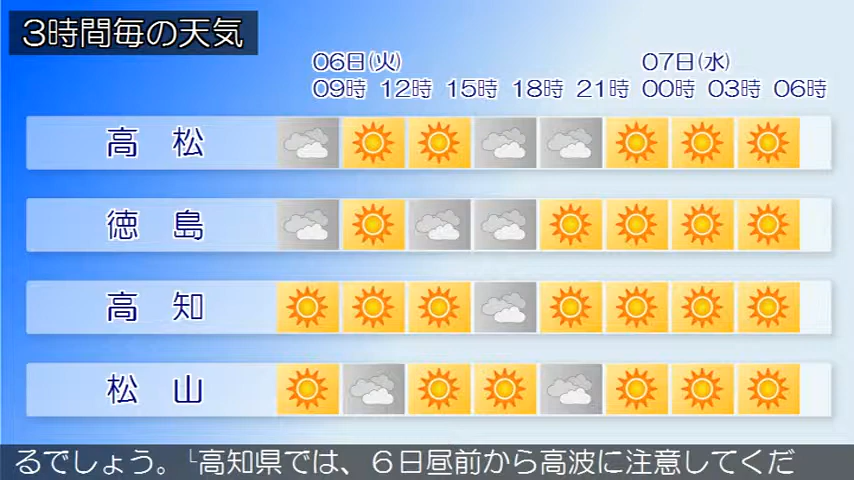 3時間毎の天気
06日(火) 07日(水)
09時 12時 15時 18時 21時 00時 03時 06時
高 松
徳 島
高 知
松 山
るでしょう。└高知県では、６日昼前から高波に注意してくだ